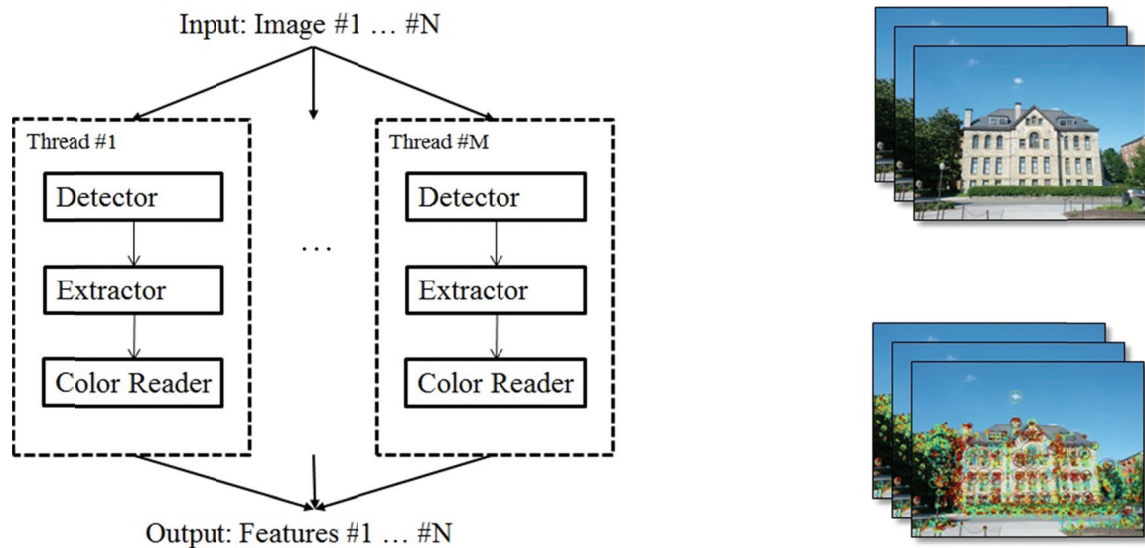 Input: Image #1 ... #N
Thread #1
Detector
Extractor
Color Reader
...
Thread #M
Detector
Extractor
Color Reader
Output: Features #1 ... #N